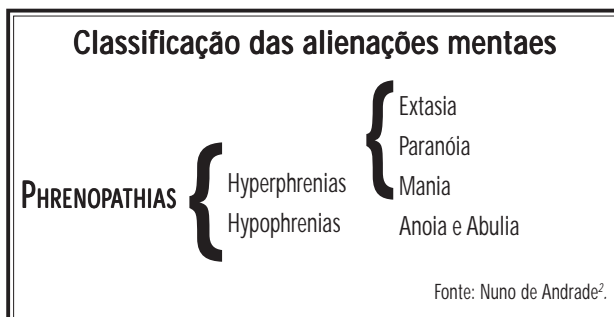 Classificação das alienações mentaes
Extasia
Paranóia
Hyperphrenias
Mania
PHRENOPATHIAS
Hypophrenias
Anoia e Abulia
Fonte: Nuno de Andrade².